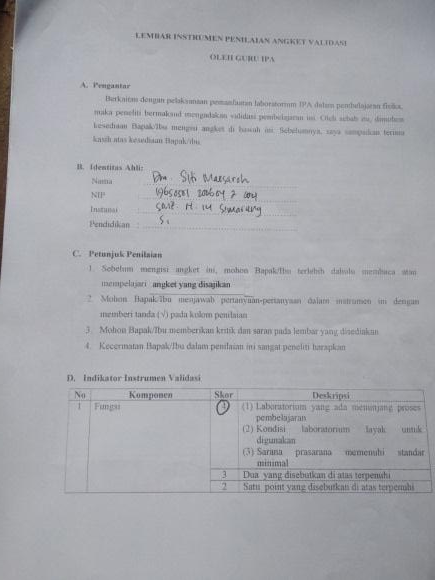 LEMBAR INSTRUMEN PENILAIAN ANGKET VALIDASI
OLEH GURU IPA
A. Pengantar
Berkaitan dengan pelaksanaan pemanfaatan laboratorium IPA dalam pembelajaran fisika,
maka peneliti bermaksud mengadakan validasi pembelajaran ini. Oleh sebab itu, dimohon
kesediaan Bapak/Ibu mengisi angket di bawah ini. Sebelumnya, saya sampaikan terima
kasih atas kesediaan Bapak/ibu.
B. Identitas Ahli:
Nama : Dra. Siti Maesaroh
NIP
Instansi : H 14 Semarang
Pendidikan : S1
C. Petunjuk Penilaian
1. Sebelum mengisi angket ini, mohon Bapak/Ibu terlebih dahulu membaca atau
mempelajari angket yang disajikan
2. Mohon Bapak/Ibu menjawab pertanyaan-pertanyaan dalam instrumen ini dengan
memberi tanda (√) pada kolom penilaian
3. Mohon Bapak/Ibu memberikan kritik dan saran pada lembar yang disediakan
4. Kecermatan Bapak/Ibu dalam penilaian ini sangat peneliti harapkan
D. Indikator Instrumen Validasi
No Komponen Skor Deskripsi
1 Fungsi (1) Laboratorium yang ada menunjang proses
pembelajaran
(2) Kondisi laboratorium layak untuk
digunakan
(3) Sarana prasarana memenuhi standar
minimal
3 Dua yang disebutkan di atas terpenuhi
2 Satu point yang disebutkan di atas terpenuhi